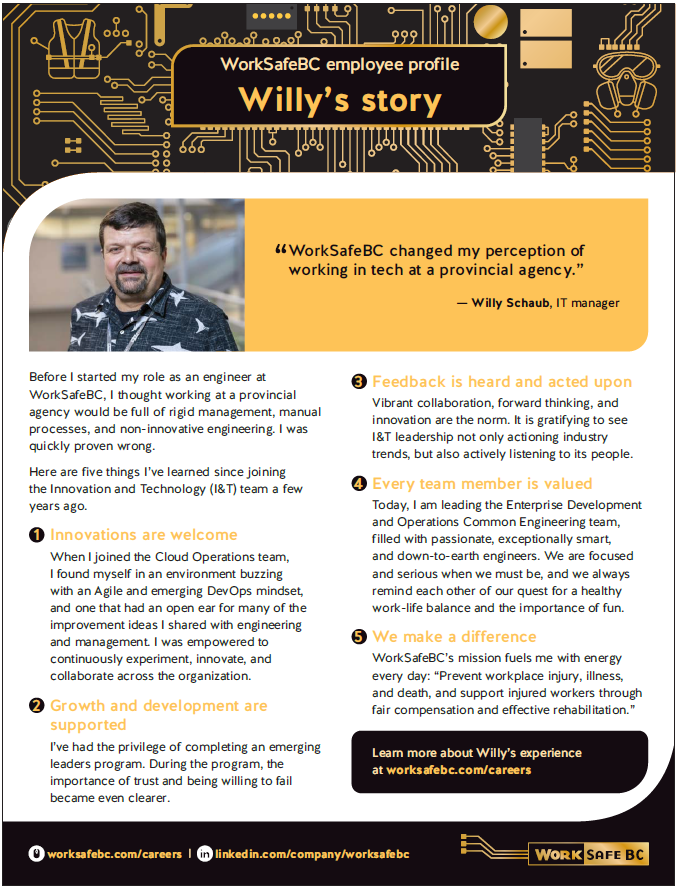 WorkSafeBC employee profile
Willy's story
“WorkSafeBC changed my perception of
working in tech at a provincial agency.”
— Willy Schaub, IT manager
Before I started my role as an engineer at
WorkSafeBC, I thought working at a provincial
agency would be full of rigid management, manual
processes, and non-innovative engineering. I was
quickly proven wrong.
Here are five things I’ve learned since joining
the Innovation and Technology (I&T) team a few
years ago.
1 Innovations are welcome
When I joined the Cloud Operations team,
I found myself in an environment buzzing
with an Agile and emerging DevOps mindset,
and one that had an open ear for many of the
improvement ideas I shared with engineering
and management. I was empowered to
continuously experiment, innovate, and
collaborate across the organization.
2 Growth and development are
supported
I’ve had the privilege of completing an emerging
leaders program. During the program, the
importance of trust and being willing to fail
became even clearer.
3 Feedback is heard and acted upon
Vibrant collaboration, forward thinking, and
innovation are the norm. It is gratifying to see
I&T leadership not only actioning industry
trends, but also actively listening to its people.
4 Every team member is valued
Today, I am leading the Enterprise Development
and Operations Common Engineering team,
filled with passionate, exceptionally smart,
and down-to-earth engineers. We are focused
and serious when we must be, and we always
remind each other of our quest for a healthy
work-life balance and the importance of fun.
5 We make a difference
WorkSafeBC’s mission fuels me with energy
every day: “Prevent workplace injury, illness,
and death, and support injured workers through
fair compensation and effective rehabilitation.”
Learn more about Willy’s experience
at worksafebc.com/careers
worksafebc.com/careers | in linkedin.com/company/worksafebc
WORK SAFE BC